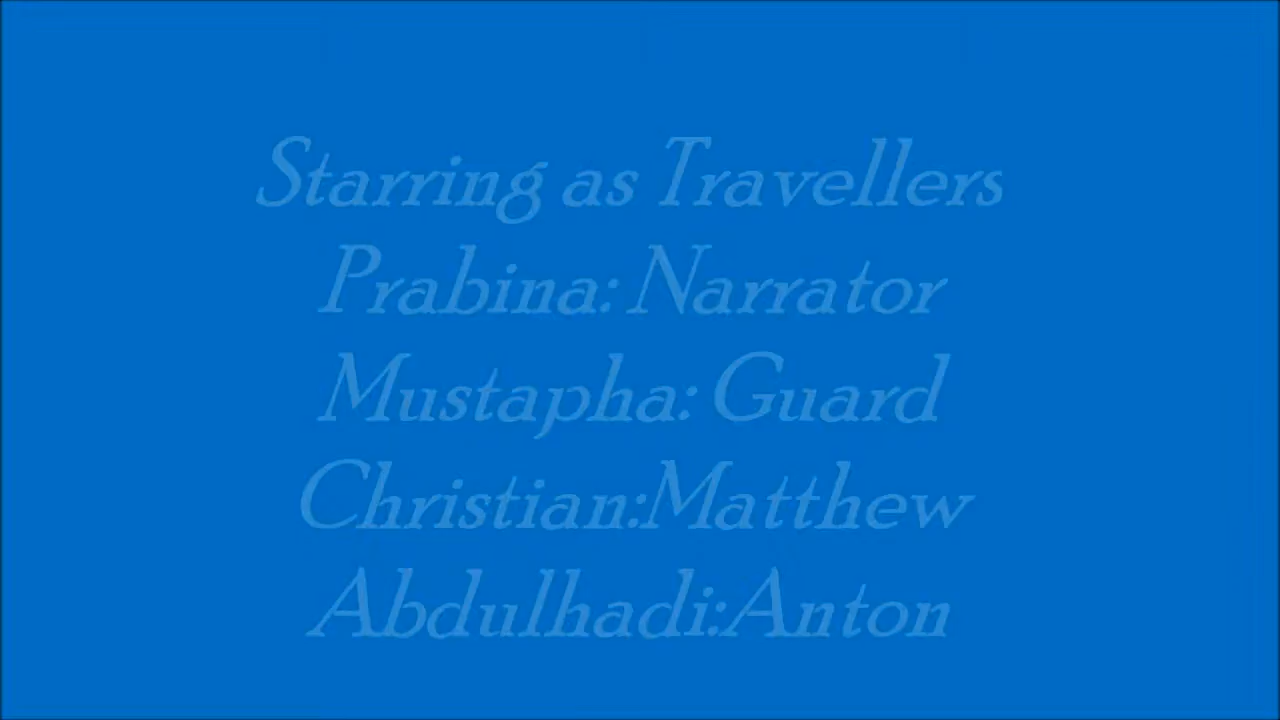 Starring as Travellers
Prabina: Narrator
Mustapha: Guard
Christian:Matthew
Abdulhadi:Anton